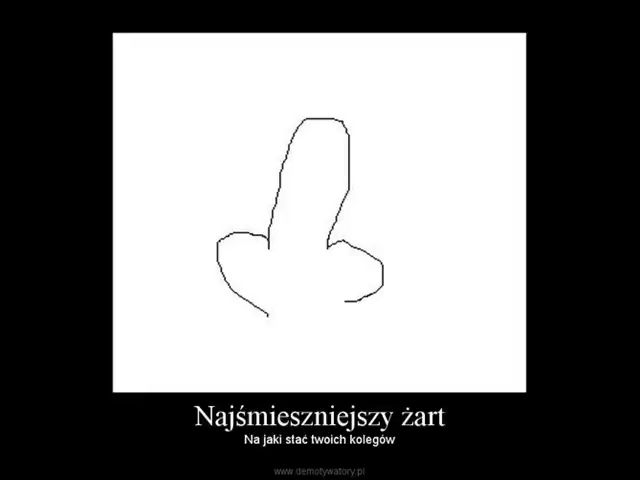 Najśmieszniejszy żart
Na jaki stać twoich kolegów
www.demotywatory.pl